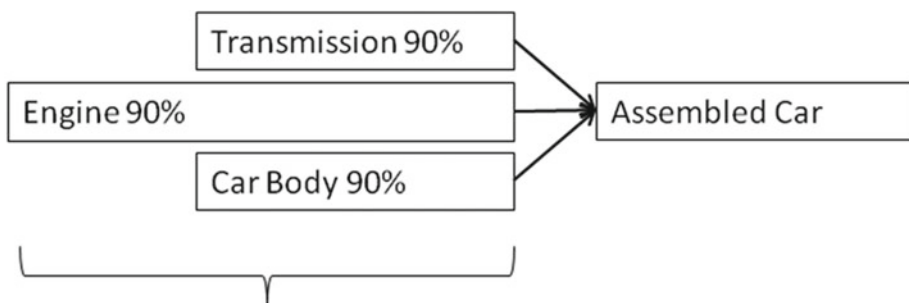 Transmission 90%
Engine 90%
Assembled Car
Car Body 90%